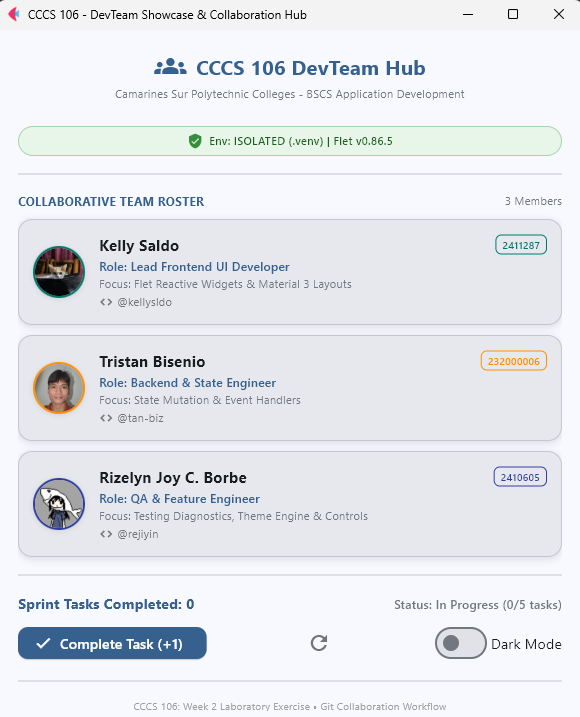 CCCS 106 - DevTeam Showcase & Collaboration Hub
CCCS 106 DevTeam Hub
Camarines Sur Polytechnic Colleges - BSCS Application Development
Env: ISOLATED (.venv) | Flet v0.86.5
COLLABORATIVE TEAM ROSTER
3 Members
Kelly Saldo
2411287
Role: Lead Frontend UI Developer
Focus: Flet Reactive Widgets & Material 3 Layouts
<> @kellysldo
Tristan Bisenio
232000006
Role: Backend & State Engineer
Focus: State Mutation & Event Handlers
<> @tan-biz
Rizelyn Joy C. Borbe
2410605
Role: QA & Feature Engineer
Focus: Testing Diagnostics, Theme Engine & Controls
<> @rejiyin
Sprint Tasks Completed: 0
Status: In Progress (0/5 tasks)
Complete Task (+1)
Dark Mode
CCCS 106: Week 2 Laboratory Exercise • Git Collaboration Workflow